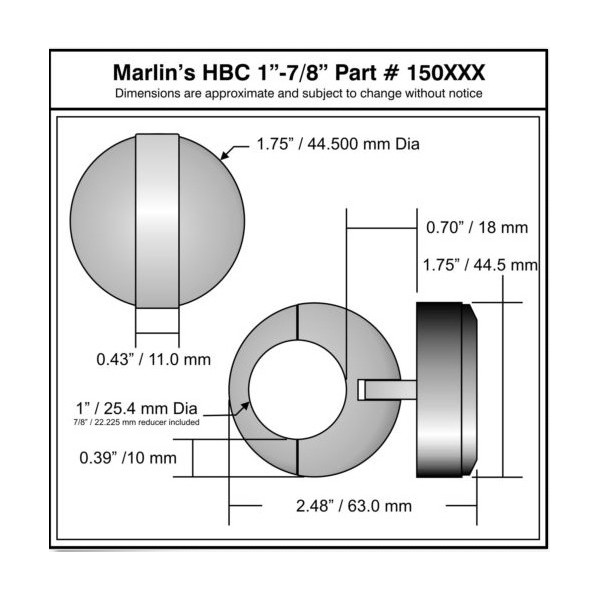 Marlin's HBC 1”-7/8” Part # 150XXX
Dimensions are approximate and subject to change without notice
1.75” / 44.500 mm Dia
0.70” / 18 mm
1.75” / 44.5 mm
0.43” / 11.0 mm
1” / 25.4 mm Dia
7/8” / 22.225 mm reducer included
0.39” /10 mm
2.48” / 63.0 mm